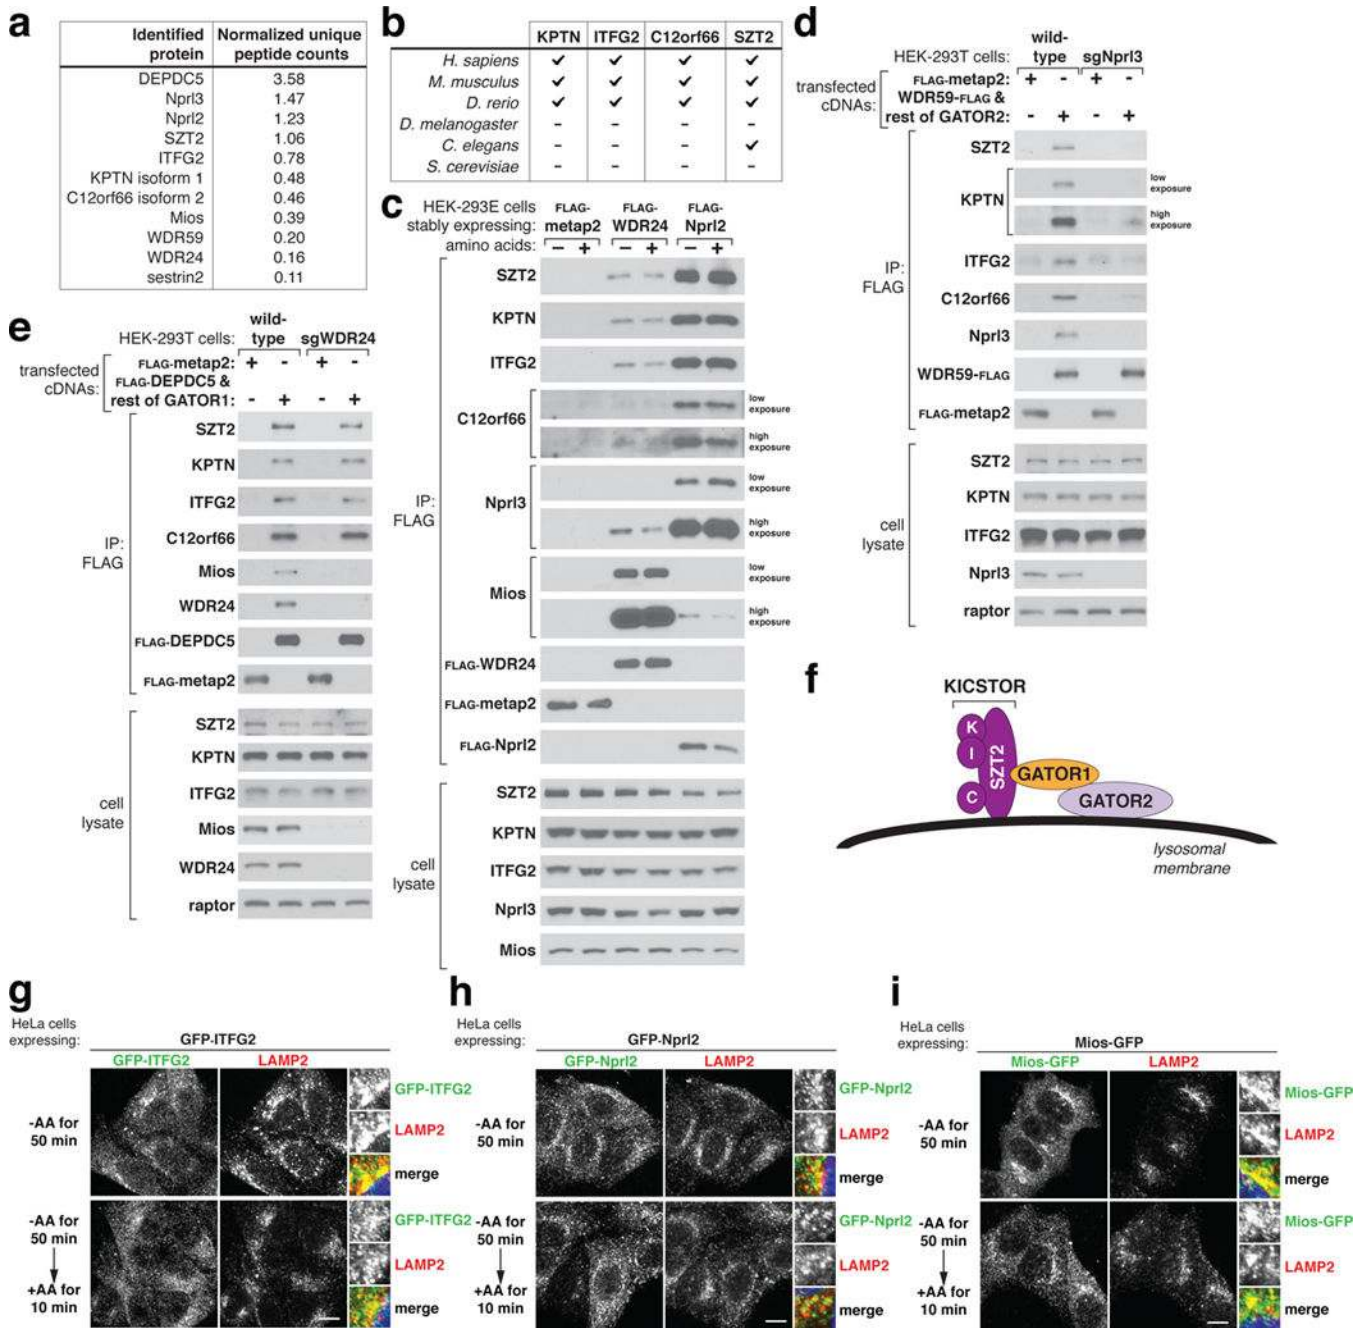 a
Identified protein	Normalized unique peptide counts
DEPDC5	3.58
Nprl3	1.47
Nprl2	1.23
SZT2	1.06
ITFG2	0.78
KPTN isoform 1	0.48
C12orf66 isoform 2	0.46
Mios	0.39
WDR59	0.20
WDR24	0.16
sestrin2	0.11
b
KPTN ITFG2 C12orf66 SZT2
H. sapiens ✓ ✓ ✓ ✓
M. musculus ✓ ✓ ✓ ✓
D. rerio ✓ ✓ ✓ ✓
D. melanogaster – – – –
C. elegans – – – ✓
S. cerevisiae – – – –
c
HEK-293E cells stably expressing:
FLAG-metap2
FLAG-WDR24
FLAG-Nprl2
amino acids: – + – + – +
IP: FLAG
SZT2
KPTN
ITFG2
C12orf66
low exposure
high exposure
Nprl3
low exposure
high exposure
Mios
low exposure
high exposure
FLAG-WDR24
FLAG-metap2
FLAG-Nprl2
cell lysate
SZT2
KPTN
ITFG2
Nprl3
Mios
d
HEK-293T cells: wild-type sgNprl3
transfected cDNAs:
FLAG-metap2: + - + -
WDR59-FLAG &
rest of GATOR2: - + - +
IP: FLAG
SZT2
KPTN
low exposure
high exposure
ITFG2
C12orf66
Nprl3
WDR59-FLAG
FLAG-metap2
cell lysate
SZT2
KPTN
ITFG2
Nprl3
raptor
e
HEK-293T cells: wild-type sgWDR24
transfected cDNAs:
FLAG-metap2: + - + -
FLAG-DEPDC5 &
rest of GATOR1: - + - +
IP: FLAG
SZT2
KPTN
ITFG2
C12orf66
Mios
WDR24
FLAG-DEPDC5
FLAG-metap2
cell lysate
SZT2
KPTN
ITFG2
Mios
WDR24
raptor
f
KICSTOR
K
I
C
SZT2
GATOR1
GATOR2
lysosomal
membrane
g
HeLa cells
expressing:
GFP-ITFG2
GFP-ITFG2 LAMP2
-AA for
50 min
GFP-ITFG2
LAMP2
merge
-AA for
50 min
+AA for
10 min
GFP-ITFG2
LAMP2
merge
h
HeLa cells
expressing:
GFP-Nprl2
GFP-Nprl2 LAMP2
-AA for
50 min
GFP-Nprl2
LAMP2
merge
-AA for
50 min
+AA for
10 min
GFP-Nprl2
LAMP2
merge
i
HeLa cells
expressing:
Mios-GFP
Mios-GFP LAMP2
-AA for
50 min
Mios-GFP
LAMP2
merge
-AA for
50 min
+AA for
10 min
Mios-GFP
LAMP2
merge